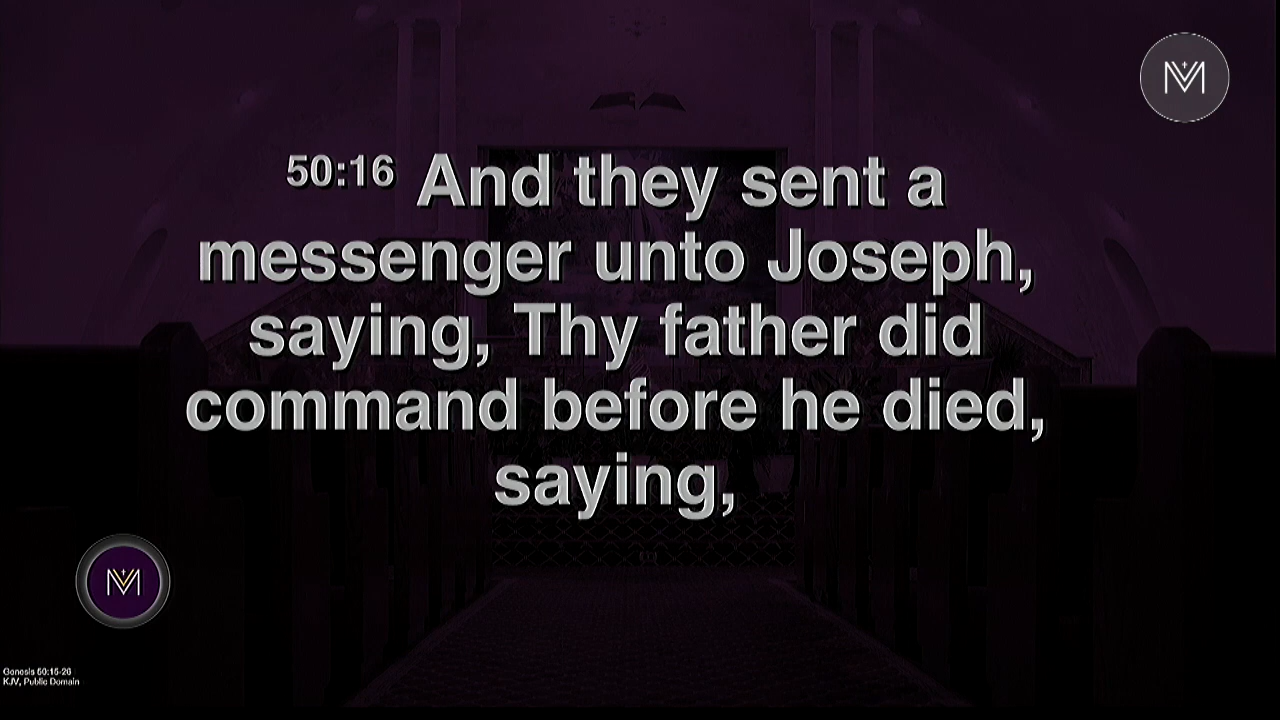 50:16 And they sent a
messenger unto Joseph,
saying, Thy father did
command before he died,
saying,
Genesis 50:15-26
KJV, Public Domain